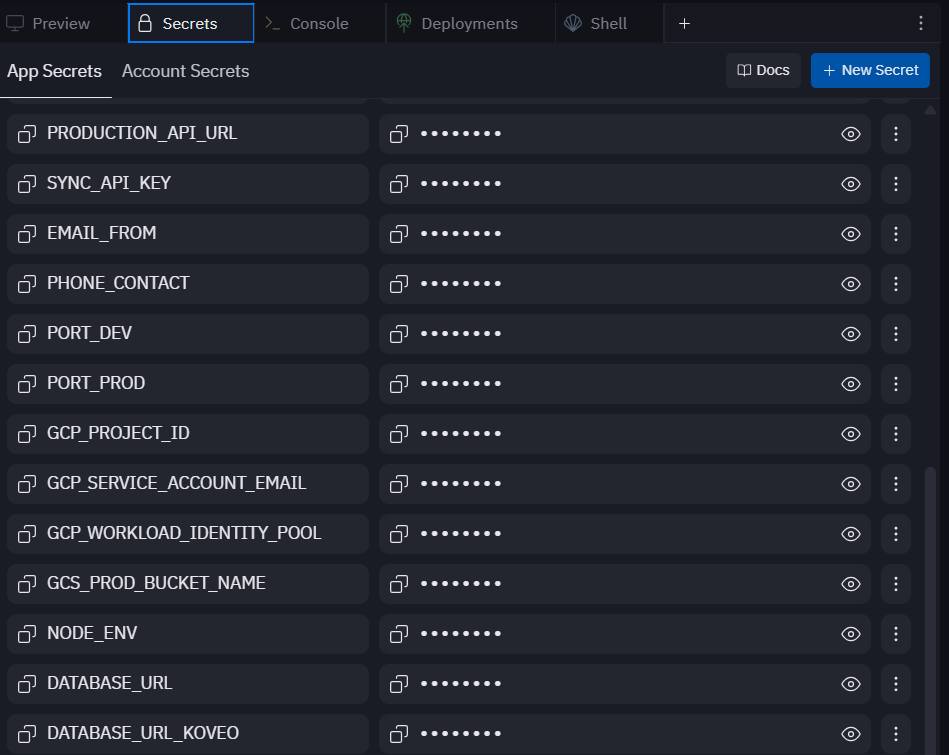 Preview Secrets Console Deployments Shell
App Secrets Account Secrets Docs New Secret
PRODUCTION_API_URL
SYNC_API_KEY
EMAIL_FROM
PHONE_CONTACT
PORT_DEV
PORT_PROD
GCP_PROJECT_ID
GCP_SERVICE_ACCOUNT_EMAIL
GCP_WORKLOAD_IDENTITY_POOL
GCS_PROD_BUCKET_NAME
NODE_ENV
DATABASE_URL
DATABASE_URL_KOVEO